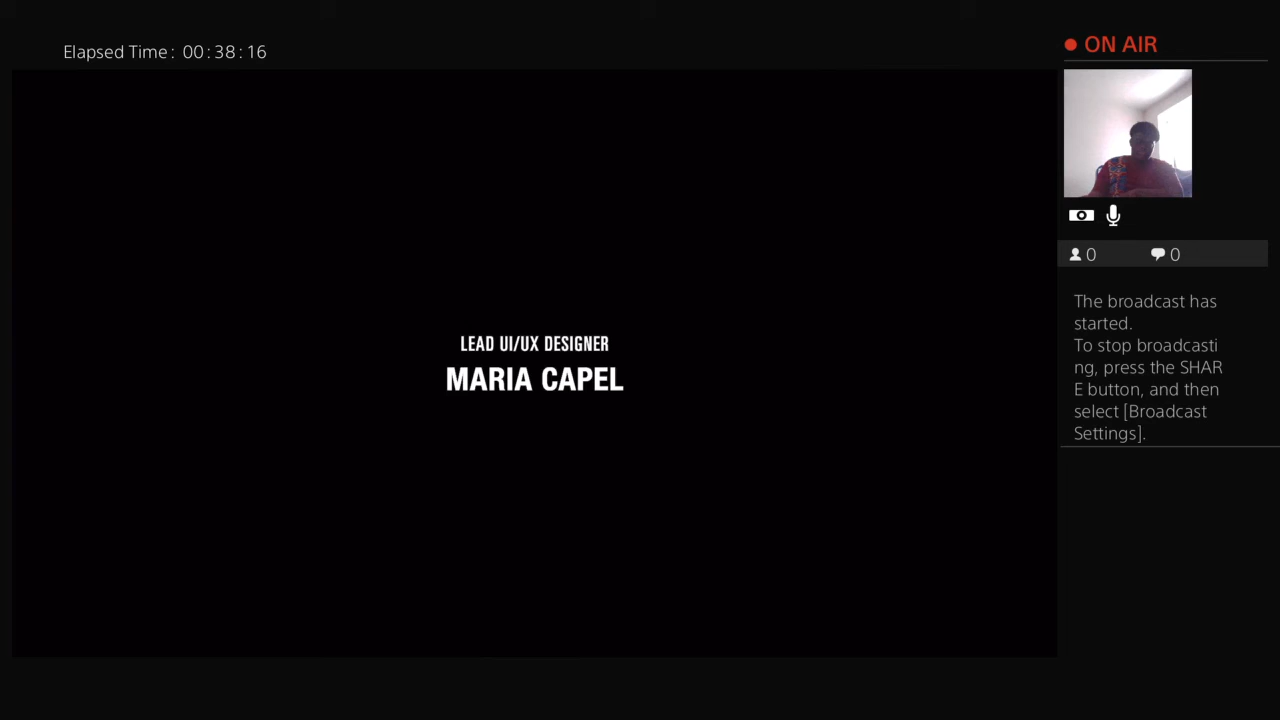 Elapsed Time: 00:38:16
ON AIR
0 0
LEAD UI/UX DESIGNER
MARIA CAPEL
The broadcast has
started.
To stop broadcasti
ng, press the SHAR
E button, and then
select [Broadcast
Settings].